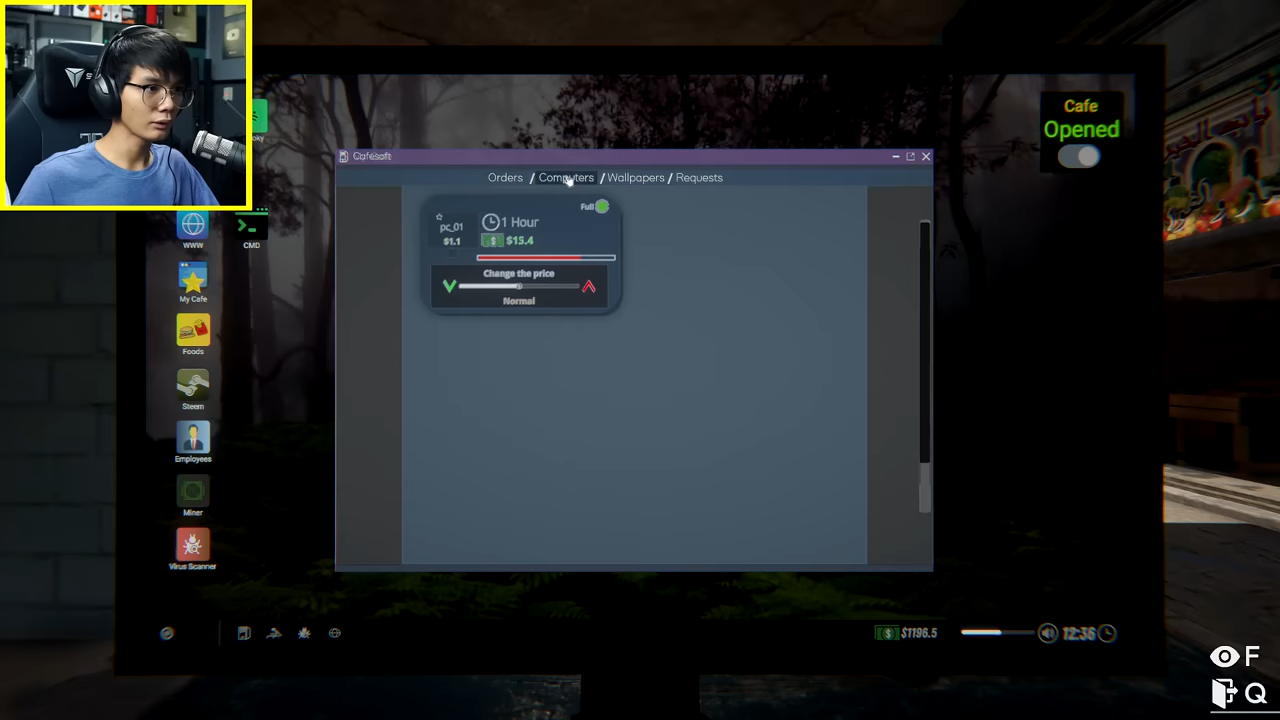 Cafe
Opened
Cafesoft
Orders / Computers / Wallpapers / Requests
Full
pc_01
$1.1
1 Hour
$15.4
Change the price
Normal
WWW
CMD
My Cafe
Foods
Steem
Employees
Miner
Virus Scanner
$1196.5
12:36
F
Q